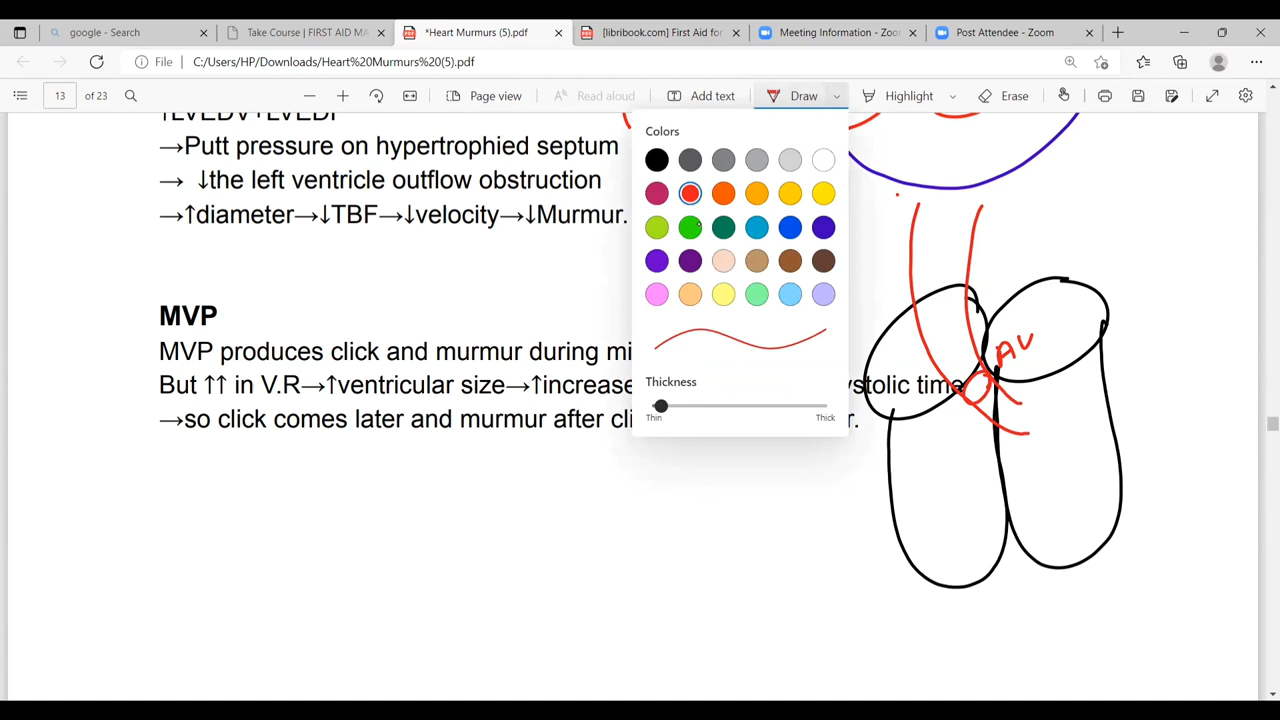 google - Search
Take Course | FIRST AID MA
*Heart Murmurs (5).pdf
[libribook.com] First Aid for
Meeting Information - Zoo
Post Attendee - Zoom
File | C:/Users/HP/Downloads/Heart%20Murmurs%20(5).pdf
13 of 23
Page view
Read aloud
Add text
Draw
Highlight
Erase
→Putt pressure on hypertrophied septum
→ ↓the left ventricle outflow obstruction
→↑diameter→↓TBF→↓velocity→↓Murmur.
Colors
Thickness
Thin
Thick
MVP
MVP produces click and murmur during mi
But ↑↑ in V.R→↑ventricular size→↑increase ystolic time
→so click comes later and murmur after cli r.
AV